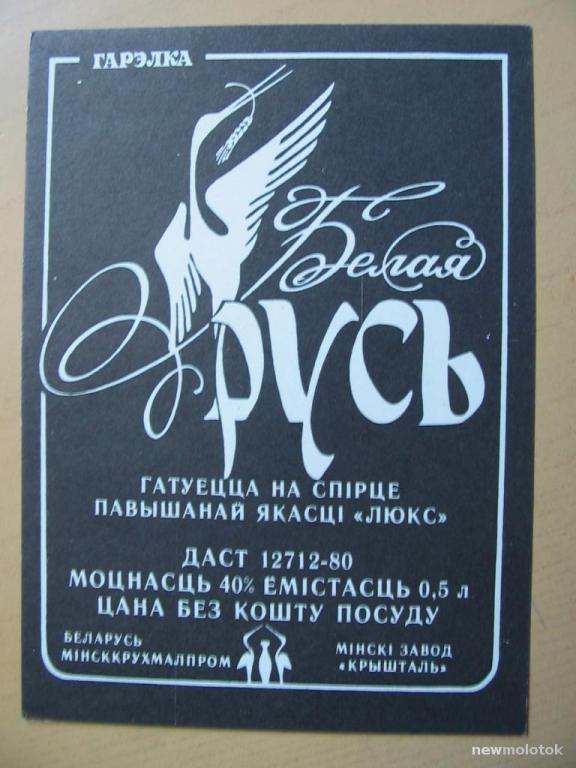 ГАРЭЛКА
Белая
Русь
ГАТУЕЦЦА НА СПІРЦЕ
ПАВЫШАНАЙ ЯКАСЦІ «ЛЮКС»
ДАСТ 12712-80
МОЦНАСЦЬ 40% ЁМІСТАСЦЬ 0,5 л
ЦАНА БЕЗ КОШТУ ПОСУДУ
БЕЛАРУСЬ
МІНСККРУХМАЛПРОМ
МІНСКІ ЗАВОД
«КРЫШТАЛЬ»
newmolotok